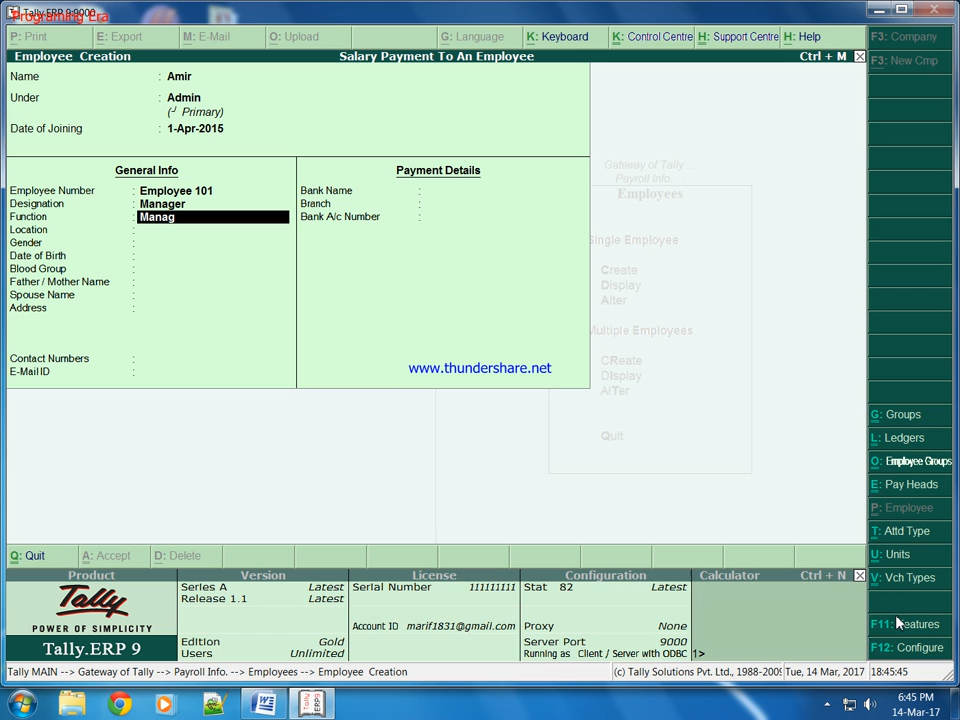 Tally.ERP 9:9000
Programing Era
P: Print E: Export M: E-Mail O: Upload G: Language K: Keyboard K: Control Centre H: Support Centre H: Help F3: Company
Employee Creation Salary Payment To An Employee Ctrl + M
F3: New Cmp
Name : Amir
Under : Admin
(┘ Primary)
Date of Joining : 1-Apr-2015
Gateway of Tally ...
Payroll Info. ...
Employees
Single Employee
Create
Display
Alter
Multiple Employees
CReate
DIsplay
AlTer
Quit
General Info
Employee Number : Employee 101
Designation : Manager
Function : Manag
Location :
Gender :
Date of Birth :
Blood Group :
Father / Mother Name :
Spouse Name :
Address :
Contact Numbers :
E-Mail ID :
Payment Details
Bank Name :
Branch :
Bank A/c Number :
www.thundershare.net
G: Groups
L: Ledgers
O: Employee Groups
E: Pay Heads
P: Employee
T: Attd Type
U: Units
V: Vch Types
F11: Features
F12: Configure
Q: Quit A: Accept D: Delete
Product Version License Configuration Calculator Ctrl + N
Tally
POWER OF SIMPLICITY
Tally.ERP 9
Series A Latest
Release 1.1 Latest
Edition Gold
Users Unlimited
Serial Number 111111111
Account ID marif1831@gmail.com
Stat 82 Latest
Proxy None
Server Port 9000
Running as Client / Server with ODBC
1>
Tally MAIN --> Gateway of Tally --> Payroll Info. --> Employees --> Employee Creation (c) Tally Solutions Pvt. Ltd., 1988-2009 Tue, 14 Mar, 2017 18:45:45
6:45 PM
14-Mar-17